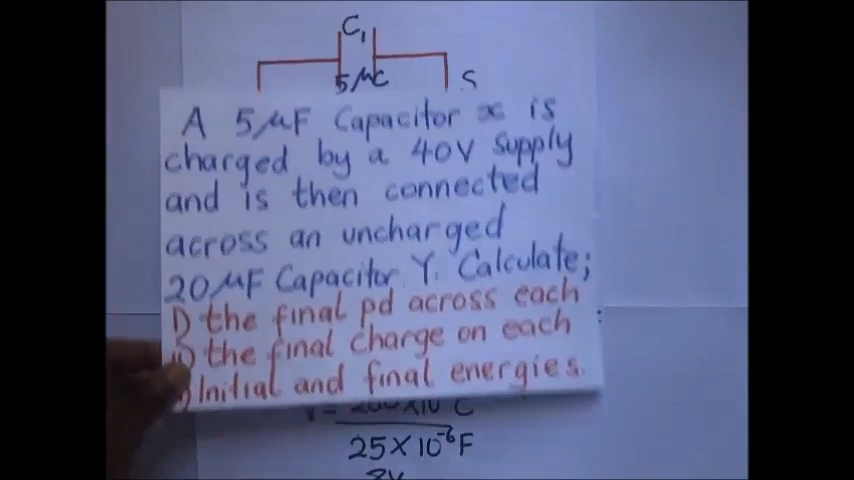 C₁
5μC
S
A 5μF Capacitor x is
charged by a 40V supply
and is then connected
across an uncharged
20μF Capacitor Y. Calculate;
i) the final pd across each
ii) the final charge on each
Initial and final energies.
C
25×10⁻⁶F
8V